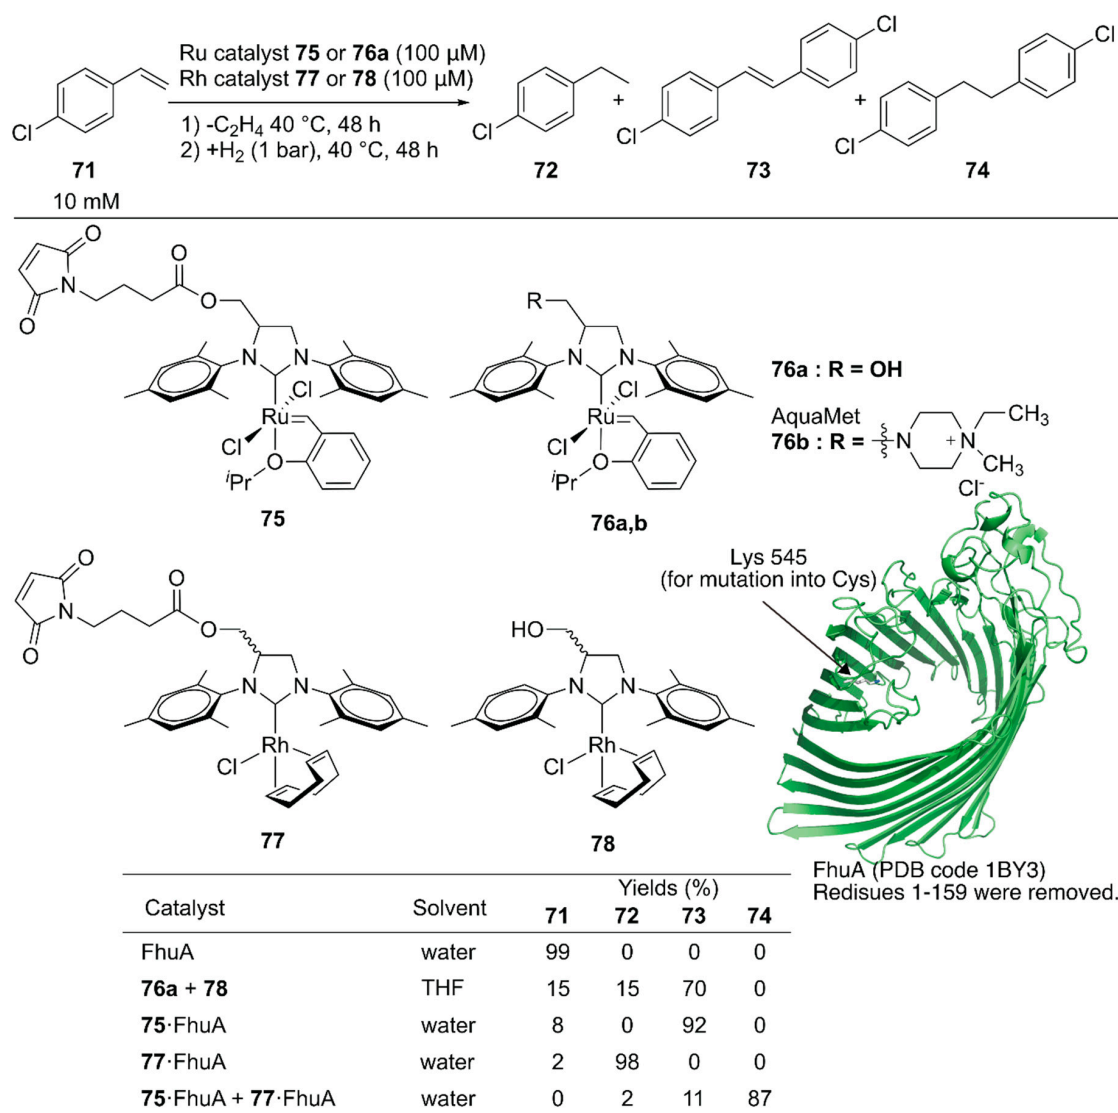 Ru catalyst 75 or 76a (100 μM)
Rh catalyst 77 or 78 (100 μM)
1) -C2H4 40 °C, 48 h
2) +H2 (1 bar), 40 °C, 48 h
Cl
71
10 mM
Cl
72
+
Cl
Cl
73
+
Cl
Cl
74
O
N
O
O
O
N N
Cl
Ru
Cl
O
iPr
75
R
N N
Cl
Ru
Cl
O
iPr
76a,b
76a : R = OH
AquaMet
76b : R = N N+ CH3
CH3
Cl-
O
N
O
O
O
N N
Rh
Cl
77
HO
N N
Rh
Cl
78
Lys 545
(for mutation into Cys)
FhuA (PDB code 1BY3)
Redisues 1-159 were removed.
Yields (%)
Catalyst Solvent 71 72 73 74
FhuA water 99 0 0 0
76a + 78 THF 15 15 70 0
75·FhuA water 8 0 92 0
77·FhuA water 2 98 0 0
75·FhuA + 77·FhuA water 0 2 11 87